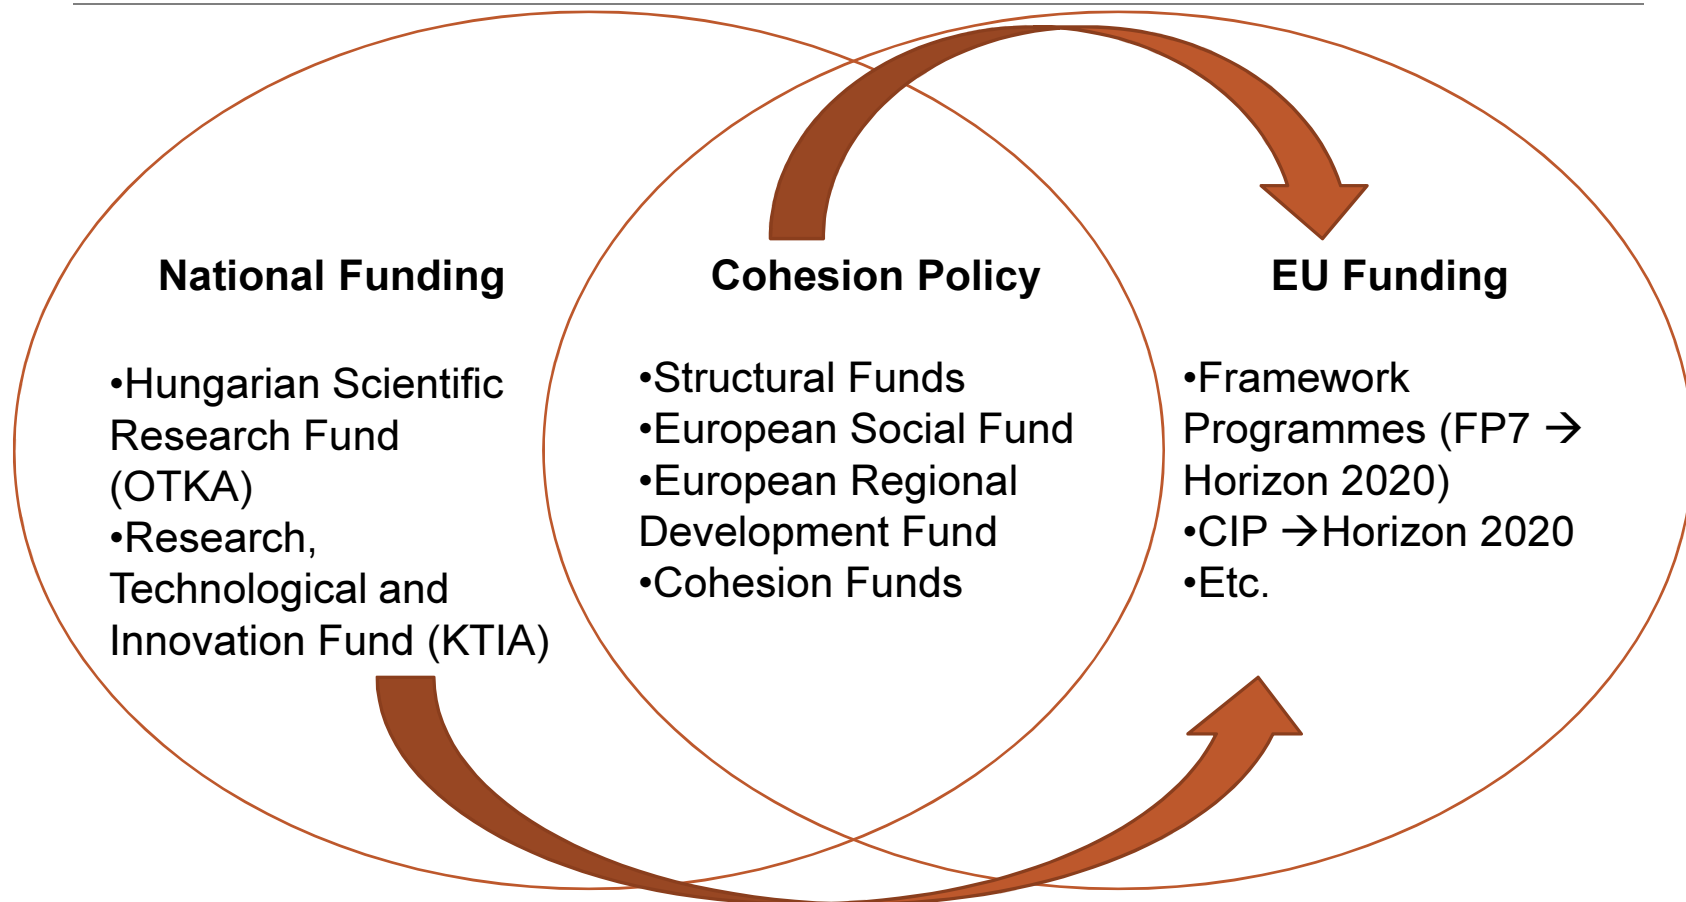 National Funding
•Hungarian Scientific
Research Fund
(OTKA)
•Research,
Technological and
Innovation Fund (KTIA)
Cohesion Policy
•Structural Funds
•European Social Fund
•European Regional
Development Fund
•Cohesion Funds
EU Funding
•Framework
Programmes (FP7 →
Horizon 2020)
•CIP →Horizon 2020
•Etc.